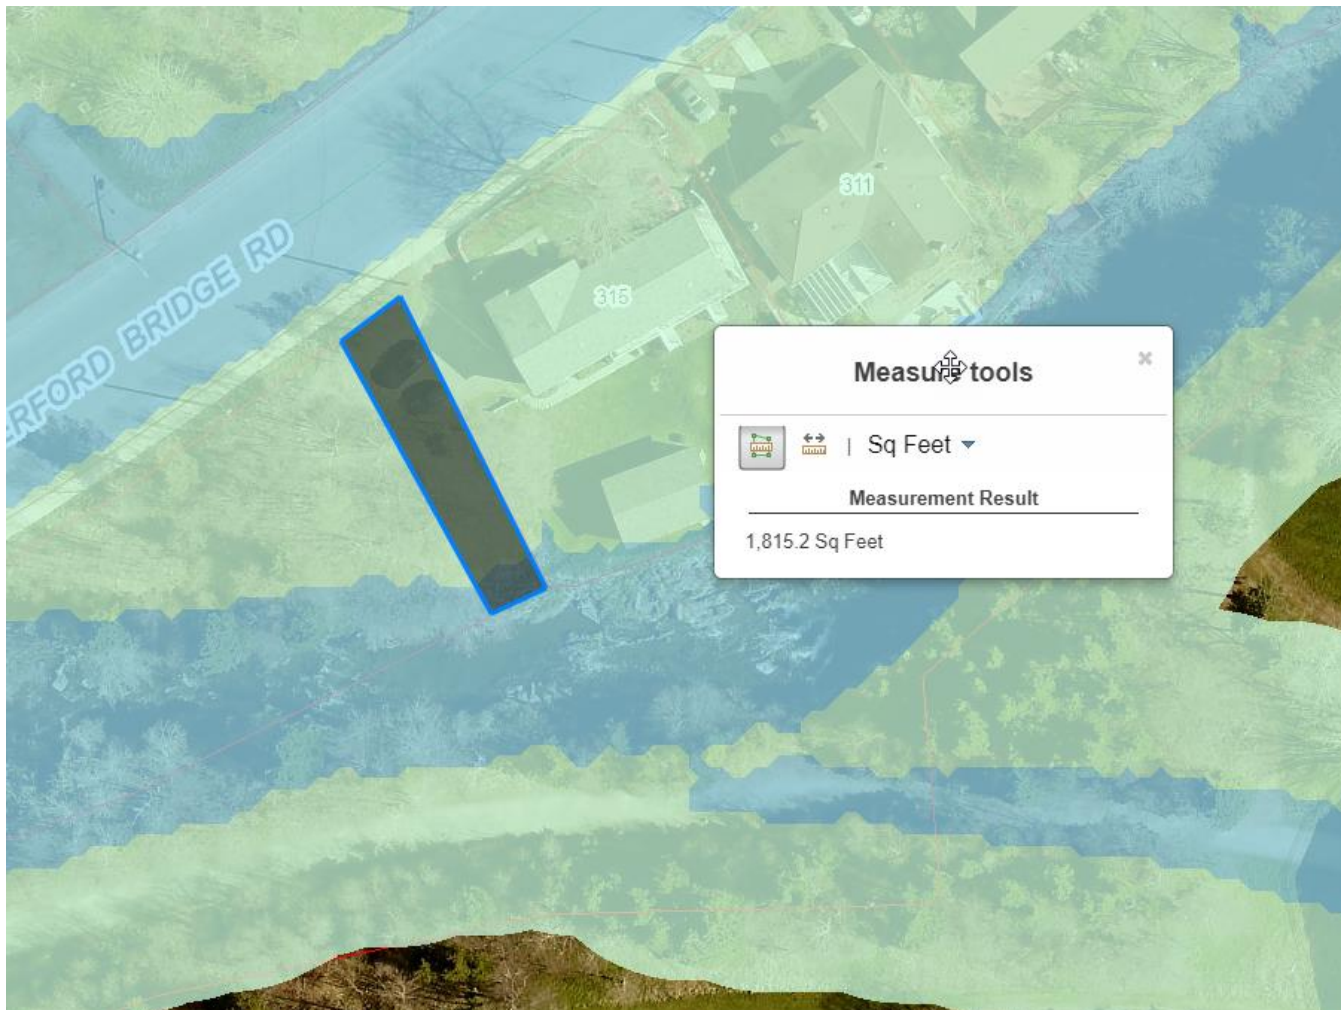 311
ERFORD BRIDGE RD
315
Measure tools
Sq Feet
Measurement Result
1,815.2 Sq Feet